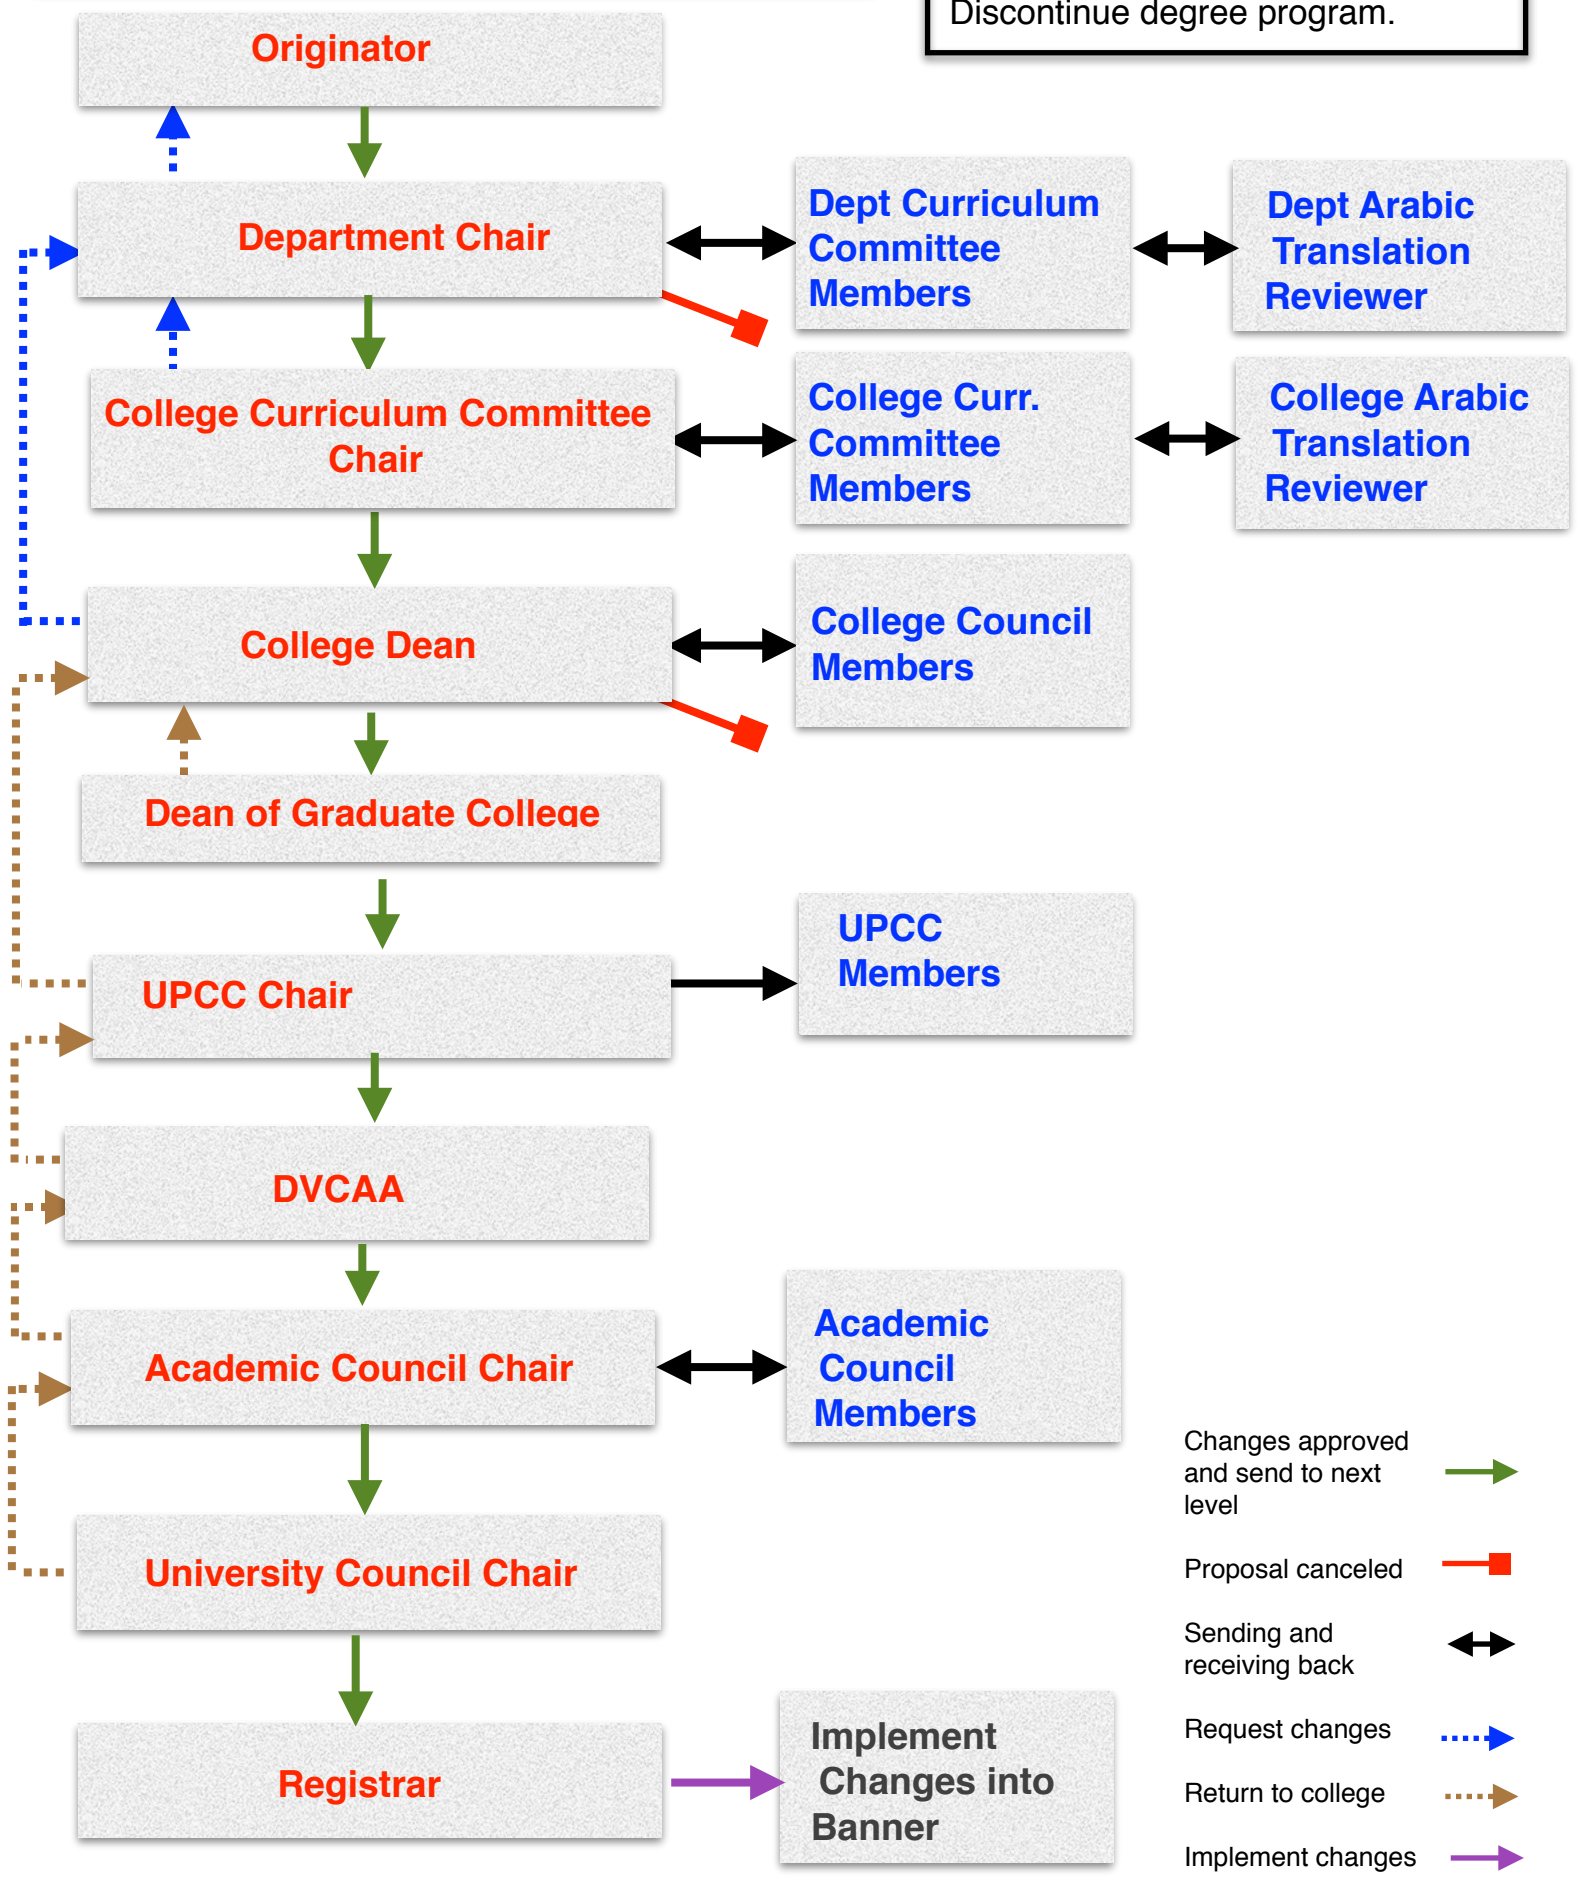 Discontinue degree program.
Originator
Department Chair
Dept Curriculum
Committee
Members
Dept Arabic
Translation
Reviewer
College Curriculum Committee
Chair
College Curr.
Committee
Members
College Arabic
Translation
Reviewer
College Dean
College Council
Members
Dean of Graduate College
UPCC Chair
UPCC
Members
DVCAA
Academic Council Chair
Academic
Council
Members
University Council Chair
Registrar
Implement
Changes into
Banner
Changes approved
and send to next
level
Proposal canceled
Sending and
receiving back
Request changes
Return to college
Implement changes